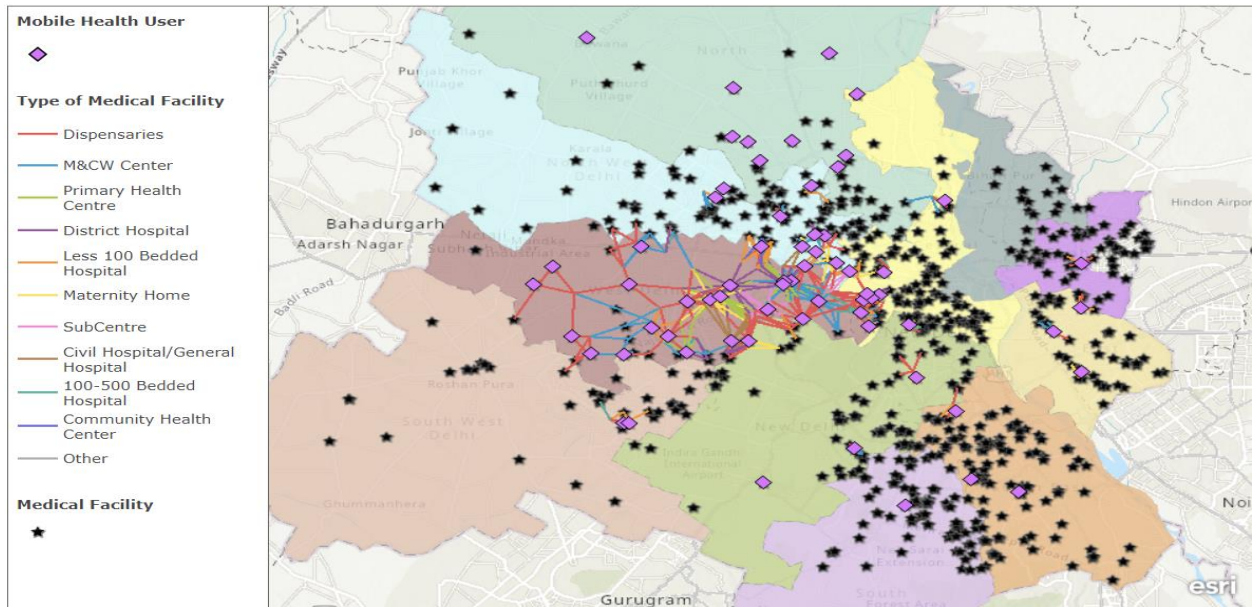 Mobile Health User
Type of Medical Facility
Dispensaries
M&CW Center
Primary Health
Centre
District Hospital
Less 100 Bedded
Hospital
Maternity Home
SubCentre
Civil Hospital/General
Hospital
100-500 Bedded
Hospital
Community Health
Center
Other
Medical Facility
Bawana
North
Punjab Khor
Village
Village
Karala
North West
Delhi
Bahadurgarh
Adarsh Nagar
Industrial Area
Badli Road
Hindon Airport
Roshan Pura
South West
Delhi
New Delhi
Indira Gandhi
International
Airport
Ghummanhera
Extension
South
Forest Area
Gurugram
Noi
esri